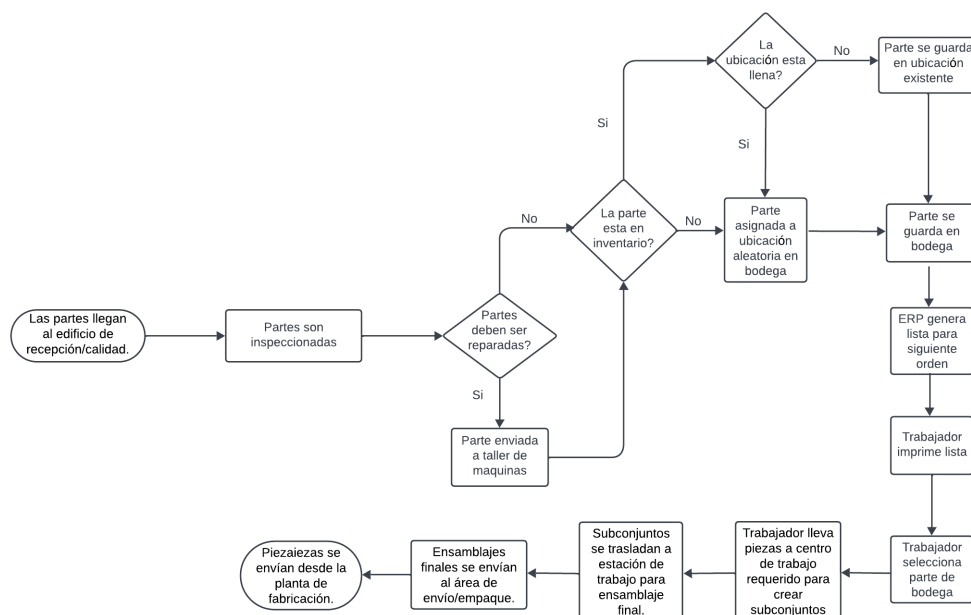 La
ubicación esta
llena?
No
Parte se guarda
en ubicación
existente
Si
Si
La parte
esta en
inventario?
No
No
Parte
asignada a
ubicación
aleatoria en
bodega
Parte se
guarda en
bodega
Las partes llegan
al edificio de
recepción/calidad.
Partes son
inspeccionadas
Partes
deben ser
reparadas?
Si
Parte enviada
a taller de
maquinas
ERP genera
lista para
siguiente
orden
Trabajador
imprime lista
Trabajador
selecciona
parte de
bodega
Trabajador lleva
piezas a centro
de trabajo
requerido para
crear
subconjuntos
Subconjuntos
se trasladan a
estación de
trabajo para
ensamblaje
final.
Ensamblajes
finales se envían
al área de
envío/empaque.
Piezaiezas se
envían desde la
planta de
fabricación.